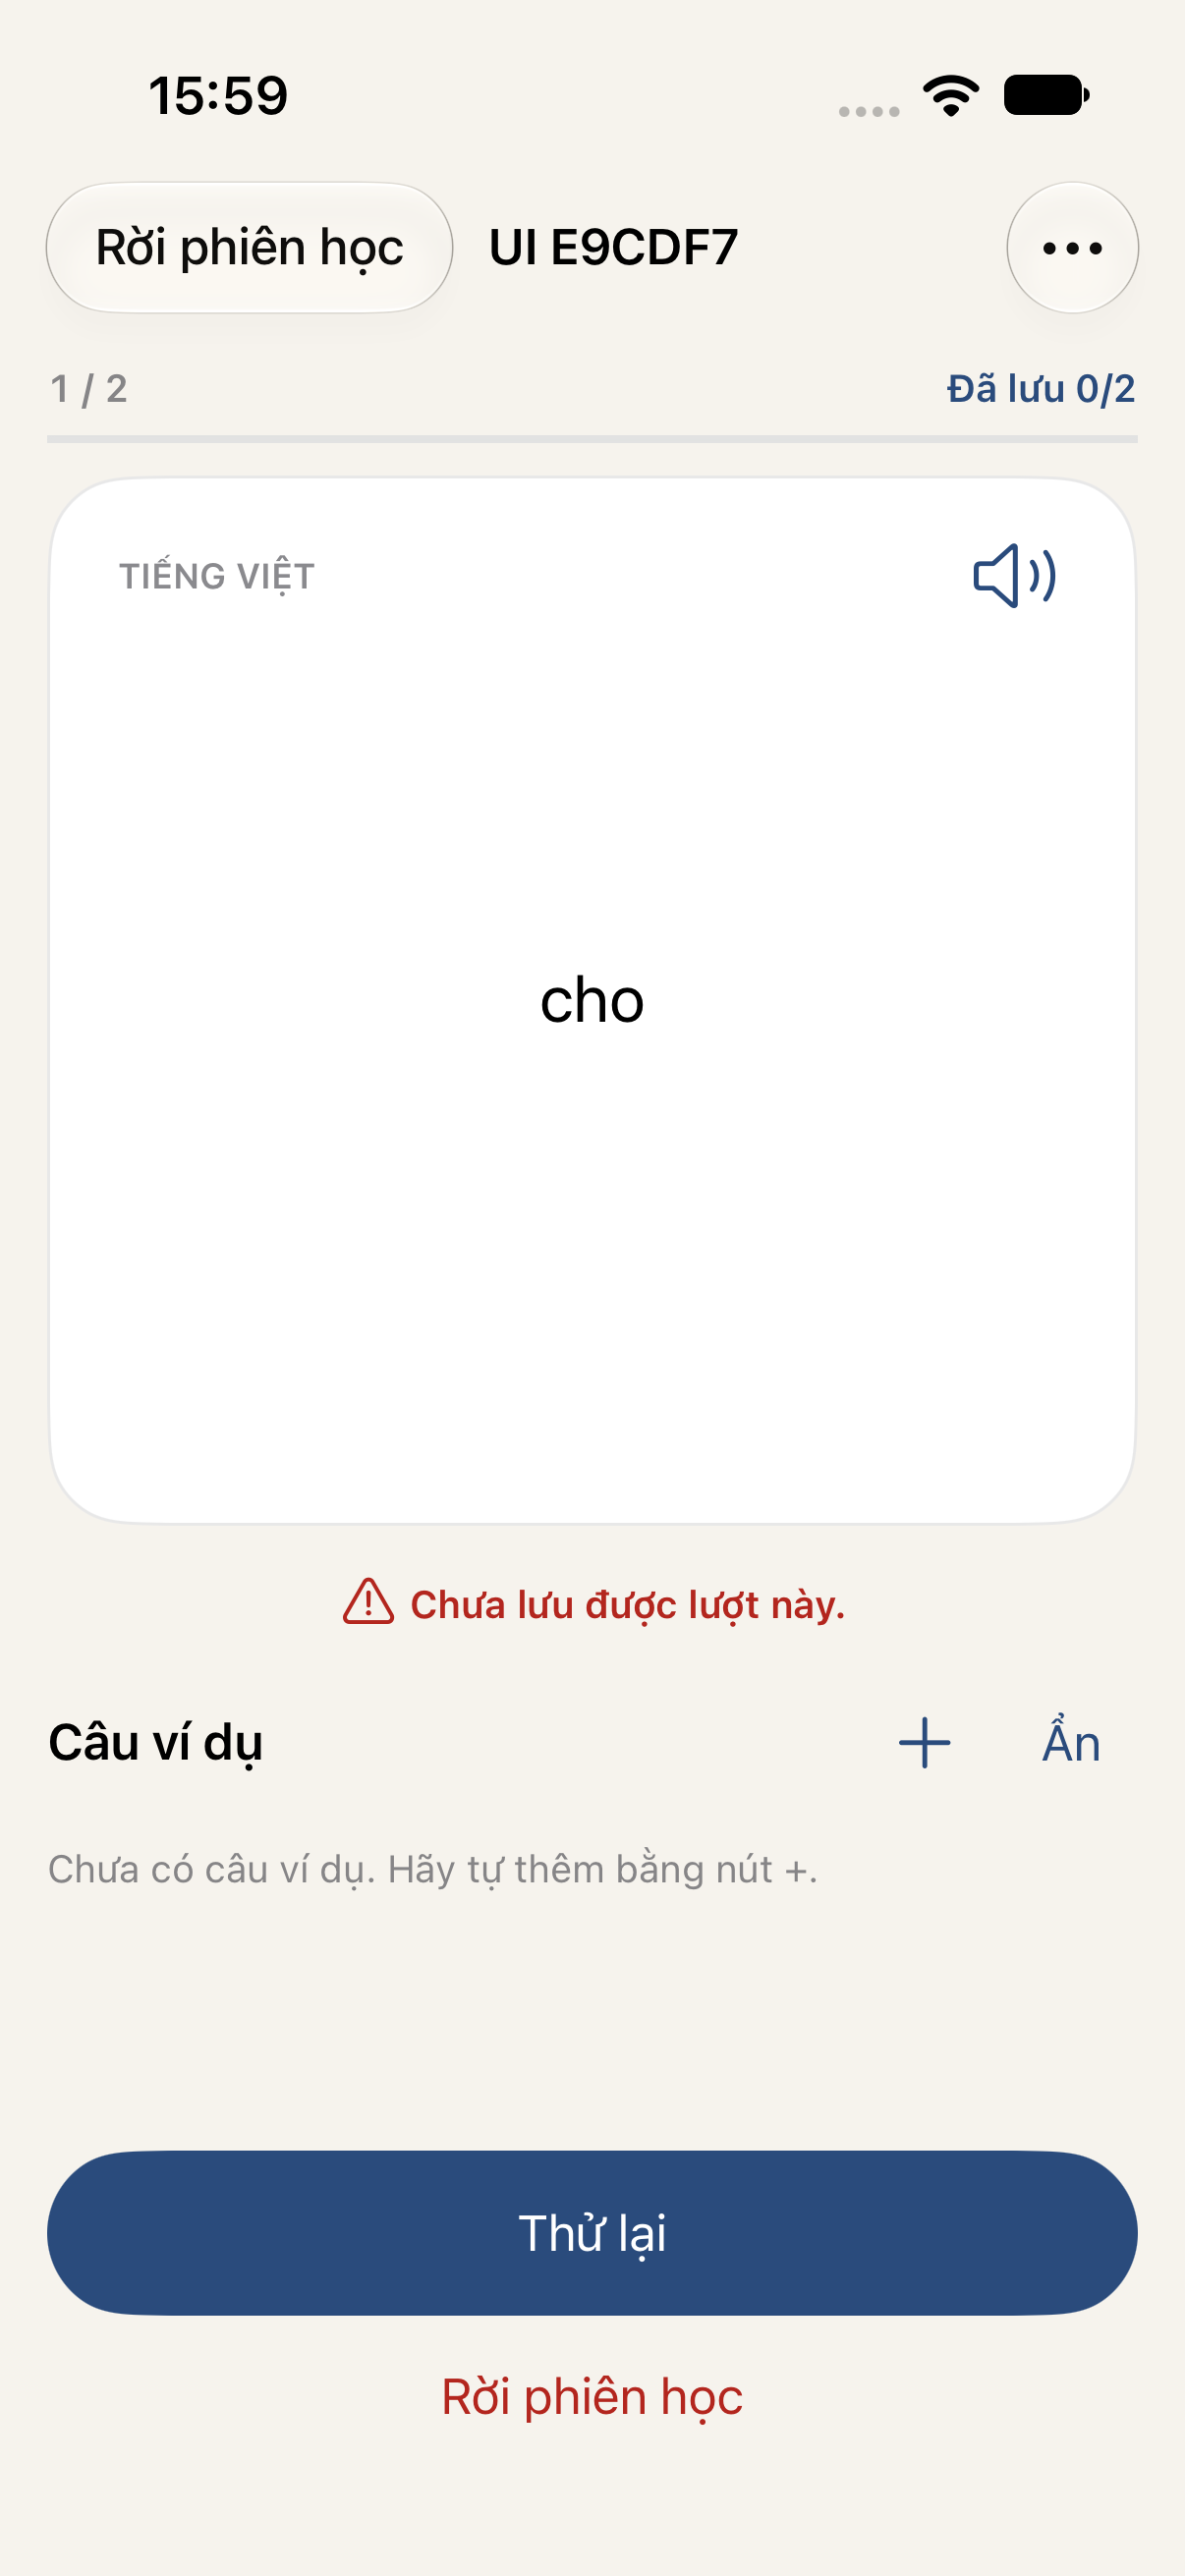 15:59
Rời phiên học UI E9CDF7
1 / 2 Đã lưu 0/2
TIẾNG VIỆT
cho
Chưa lưu được lượt này.
Câu ví dụ + Ẩn
Chưa có câu ví dụ. Hãy tự thêm bằng nút +.
Thử lại
Rời phiên học